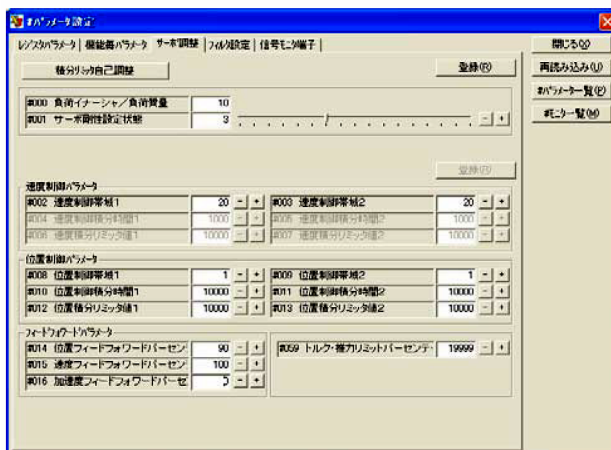 #パラメータ設定
レジスタパラメータ 機能毎パラメータ サーボ調整 フィルタ設定 信号モニタ端子
閉じる(X)
積分リミック自己調整 登録(R)
再読み込み(U)
#パラメータ一覧(P)
#モニタ一覧(M)
#000 負荷イナーシャ/負荷質量 10
#001 サーボ剛性設定状態 3 - +
登録(R)
速度制御パラメータ
#002 速度制御帯域1 20 - + #003 速度制御帯域2 20 - +
#004 速度制御積分時間1 1000 - + #005 速度制御積分時間2 1000 - +
#006 速度積分リミッタ値1 10000 - + #007 速度積分リミッタ値2 10000 - +
位置制御パラメータ
#008 位置制御帯域1 1 - + #009 位置制御帯域2 1 - +
#010 位置制御積分時間1 10000 - + #011 位置制御積分時間2 10000 - +
#012 位置積分リミッタ値1 10000 - + #013 位置積分リミッタ値2 10000 - +
フィードフォワードパラメータ
#014 位置フィードフォワードパーセン 90 - + #059 トルク・推力リミットパーセンテ 19999 - +
#015 速度フィードフォワードパーセン 100 - +
#016 加速度フィードフォワードパーセ - +